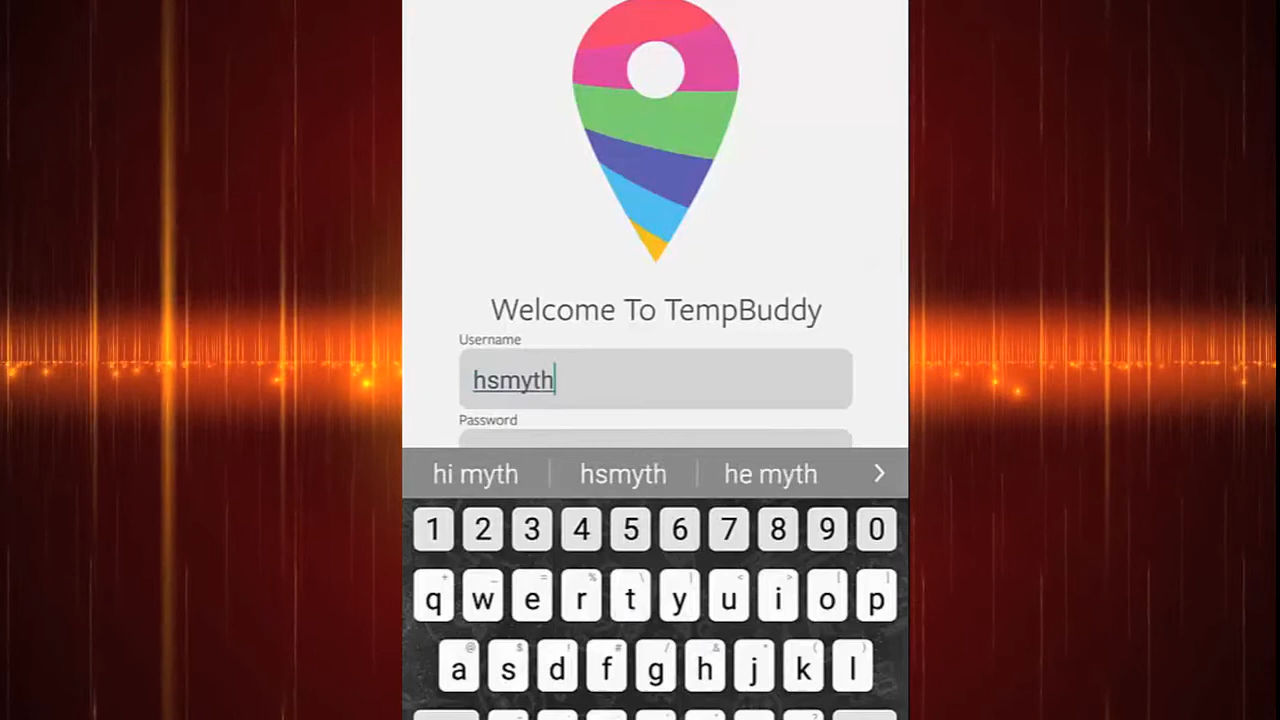 Welcome To TempBuddy
Username
hsmyth
Password
hi myth hsmyth he myth
1 2 3 4 5 6 7 8 9 0
q w e r t y u i o p
a s d f g h j k l